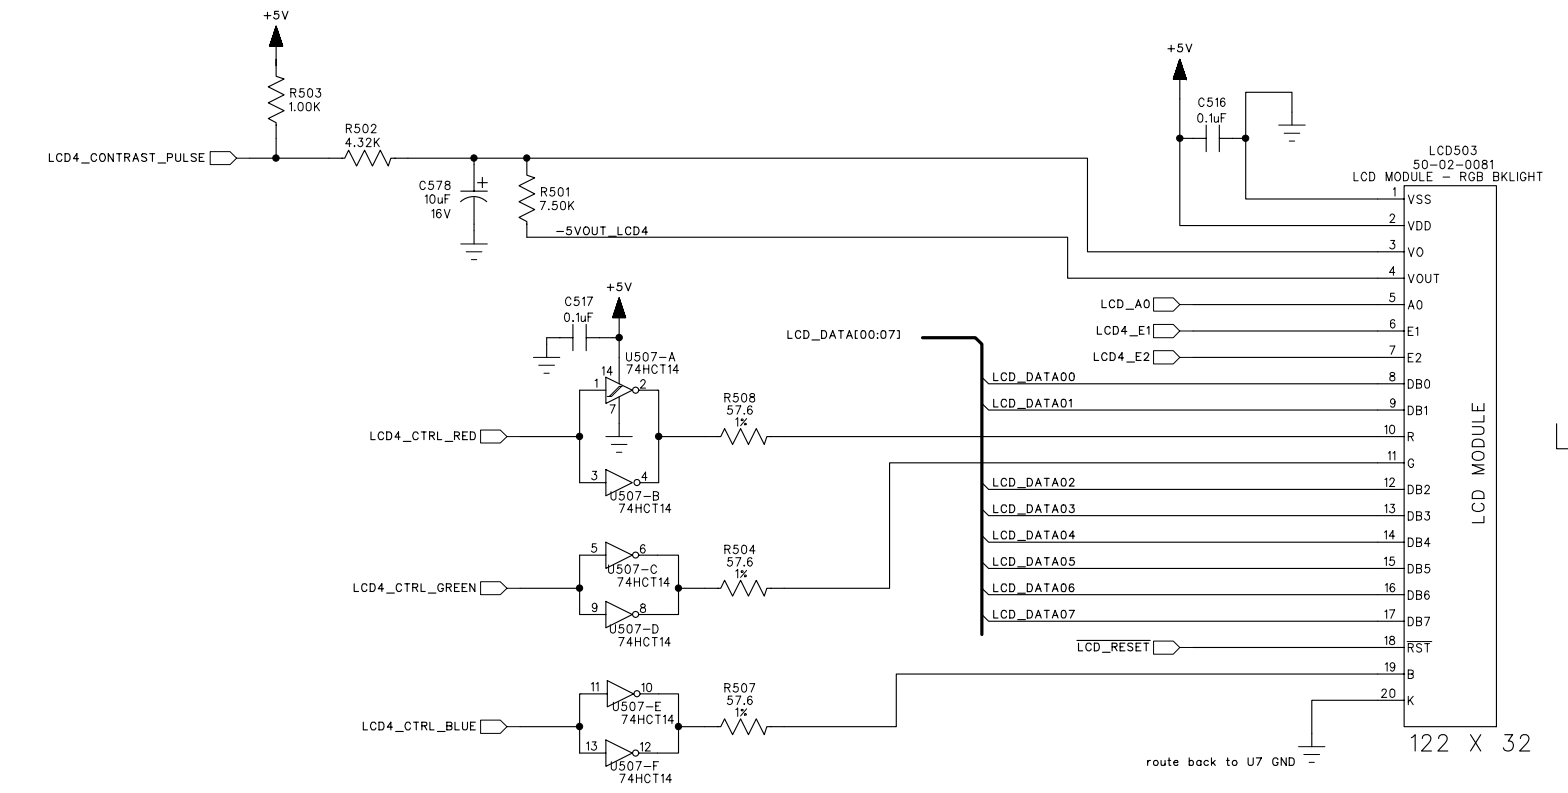 +5V
R503
1.00K
R502
4.32K
LCD4_CONTRAST_PULSE
C578
10uF
16V
+
R501
7.50K
-5VOUT_LCD4
+5V
C516
0.1uF
LCD503
50-02-0081
LCD MODULE - RGB BKLIGHT
1 VSS
2 VDD
3 VO
4 VOUT
LCD_A0 5 A0
LCD4_E1 6 E1
LCD4_E2 7 E2
LCD_DATA[00:07]
LCD_DATA00 8 DB0
LCD_DATA01 9 DB1
10 R
11 G
LCD_DATA02 12 DB2
LCD_DATA03 13 DB3
LCD_DATA04 14 DB4
LCD_DATA05 15 DB5
LCD_DATA06 16 DB6
LCD_DATA07 17 DB7
LCD_RESET 18 RST
19 B
20 K
LCD MODULE
122 X 32
route back to U7 GND
+5V
C517
0.1uF
U507-A
74HCT14
14
1 2
7
LCD4_CTRL_RED
3 4
U507-B
74HCT14
R508
57.6
1%
5 6
U507-C
74HCT14
LCD4_CTRL_GREEN
9 8
U507-D
74HCT14
R504
57.6
1%
11 10
U507-E
74HCT14
LCD4_CTRL_BLUE
13 12
U507-F
74HCT14
R507
57.6
1%